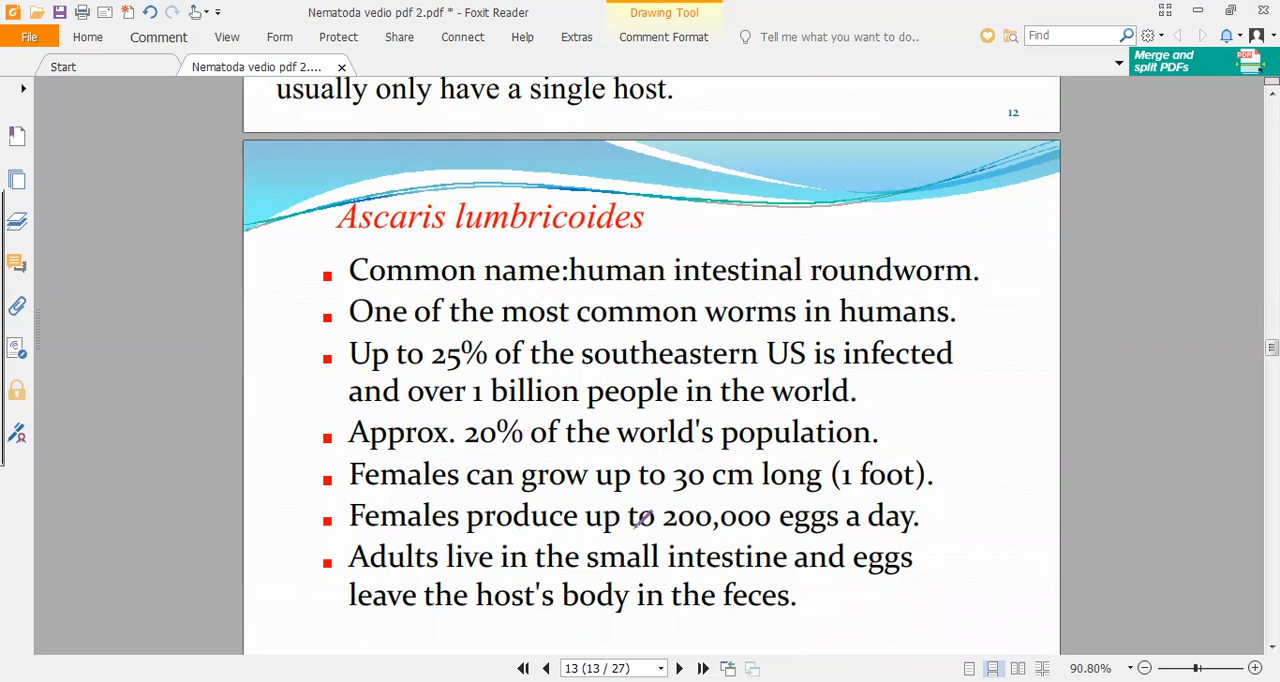 Nematoda vedio pdf 2.pdf * - Foxit Reader
Drawing Tool
File Home Comment View Form Protect Share Connect Help Extras Comment Format Tell me what you want to do.. Find
Start Nematoda vedio pdf 2....
Merge and
split PDFs
usually only have a single host.
12
Ascaris lumbricoides
Common name:human intestinal roundworm.
One of the most common worms in humans.
Up to 25% of the southeastern US is infected
and over 1 billion people in the world.
Approx. 20% of the world's population.
Females can grow up to 30 cm long (1 foot).
Females produce up to 200,000 eggs a day.
Adults live in the small intestine and eggs
leave the host's body in the feces.
13 (13 / 27) 90.80%